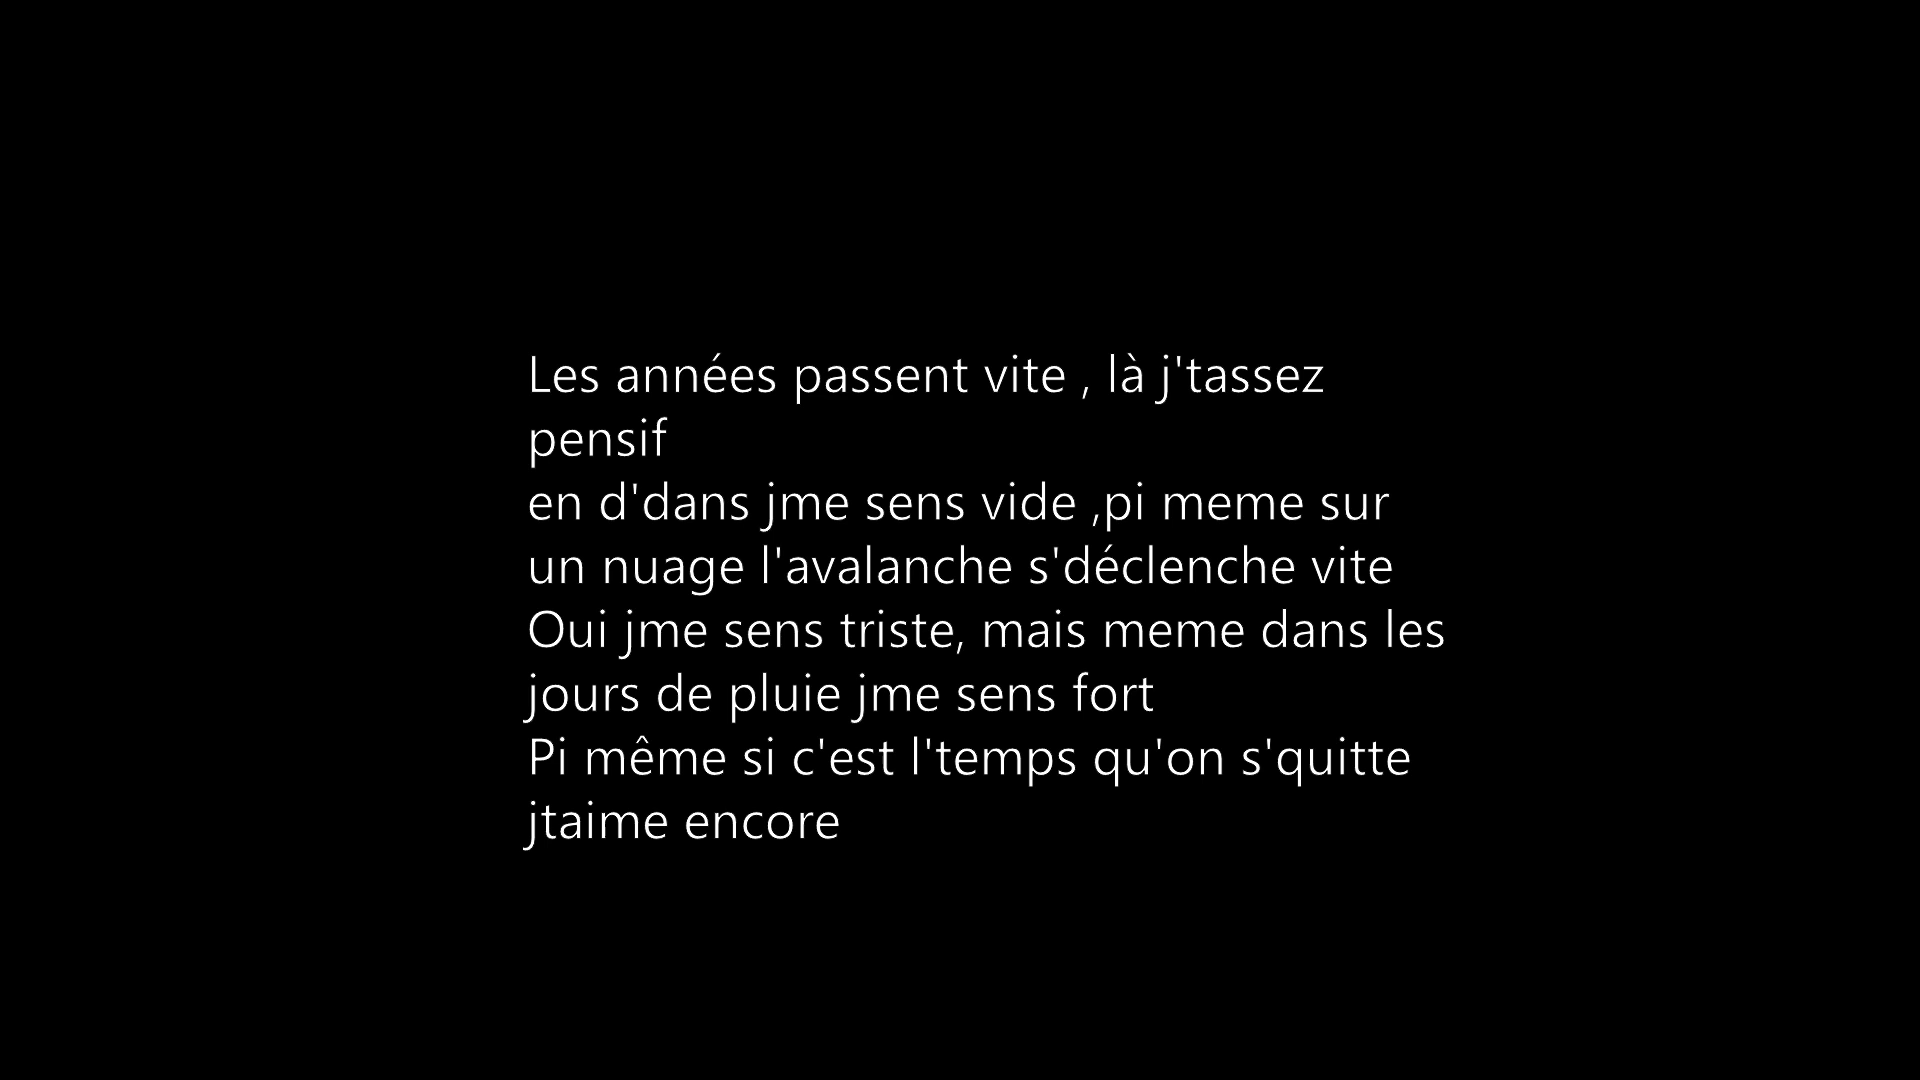 Les années passent vite , là j'tassez
pensif
en d'dans jme sens vide ,pi meme sur
un nuage l'avalanche s'déclenche vite
Oui jme sens triste, mais meme dans les
jours de pluie jme sens fort
Pi même si c'est l'temps qu'on s'quitte
jtaime encore